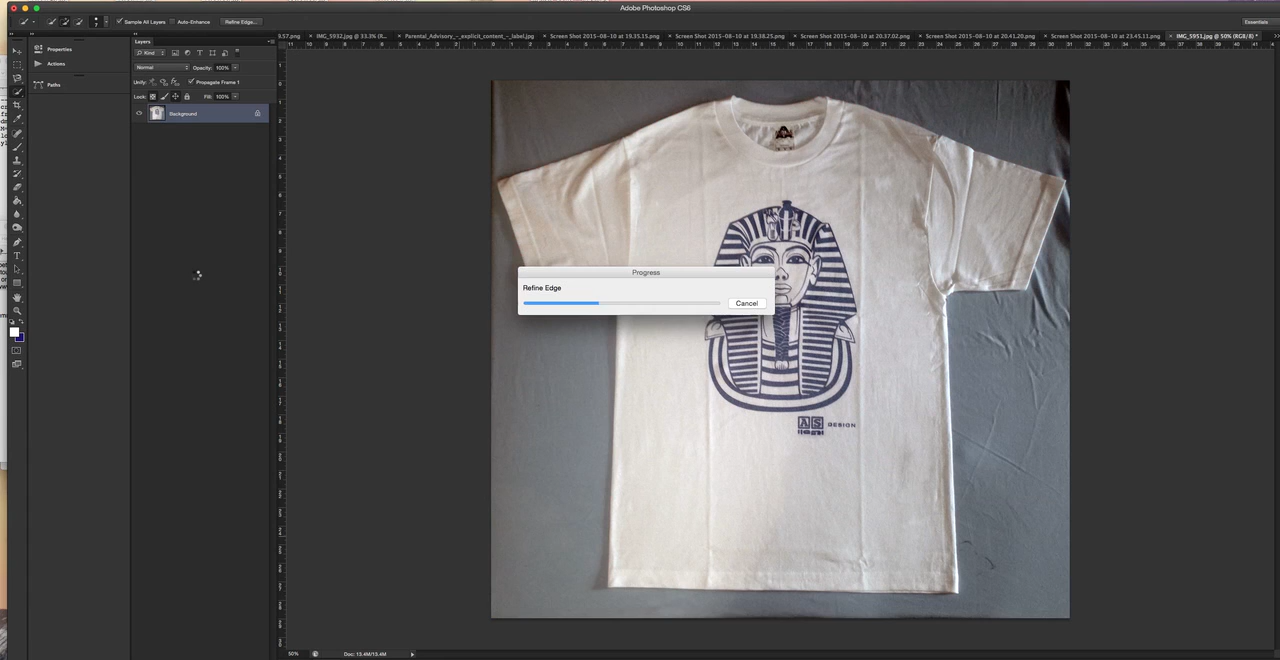 Adobe Photoshop CS6
Sample All Layers
Auto-Enhance
Refine Edge...
Essentials
9.57.png
IMG_5932.jpg @ 33.3% (R...
Parental_Advisory_-_explicit_content_-_label.jpg
Screen Shot 2015-08-10 at 19.35.15.png
Screen Shot 2015-08-10 at 19.38.25.png
Screen Shot 2015-08-10 at 20.37.02.png
Screen Shot 2015-08-10 at 20.41.20.png
Screen Shot 2015-08-10 at 23.45.11.png
IMG_5951.jpg @ 50% (RGB/8) *
Properties
Actions
Paths
Layers
Kind
Normal
Opacity: 100%
Unify:
Propagate Frame 1
Lock:
Fill: 100%
Background
Progress
Refine Edge
Cancel
AS DESIGN
50%
Doc: 13.4M/13.4M